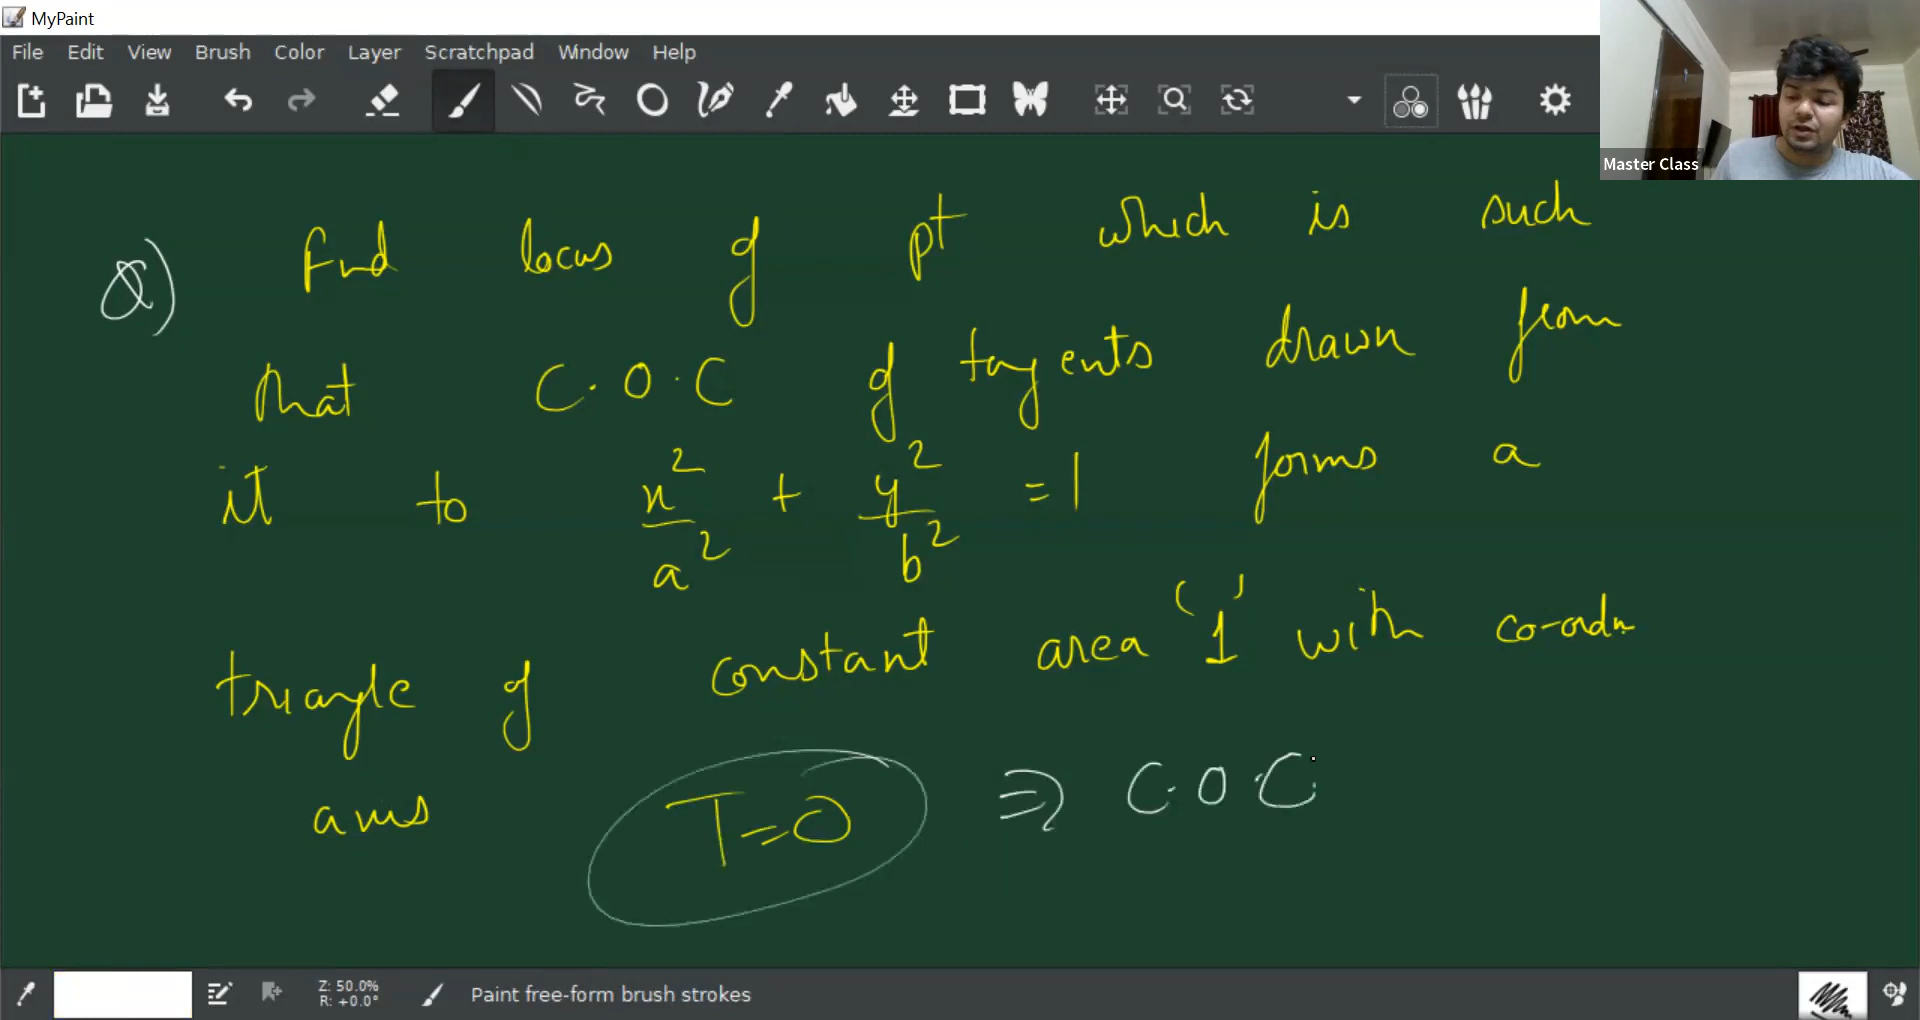 MyPaint
File Edit View Brush Color Layer Scratchpad Window Help
Master Class
Q) Find locus of pt which is such
that C.O.C of tangents drawn from
it to x²/a² + y²/b² = 1 forms a
triangle of constant area '1' with co-ordn
axes
T=0 ⇒ C.O.C
Z: 50.0%
R: +0.0°
Paint free-form brush strokes